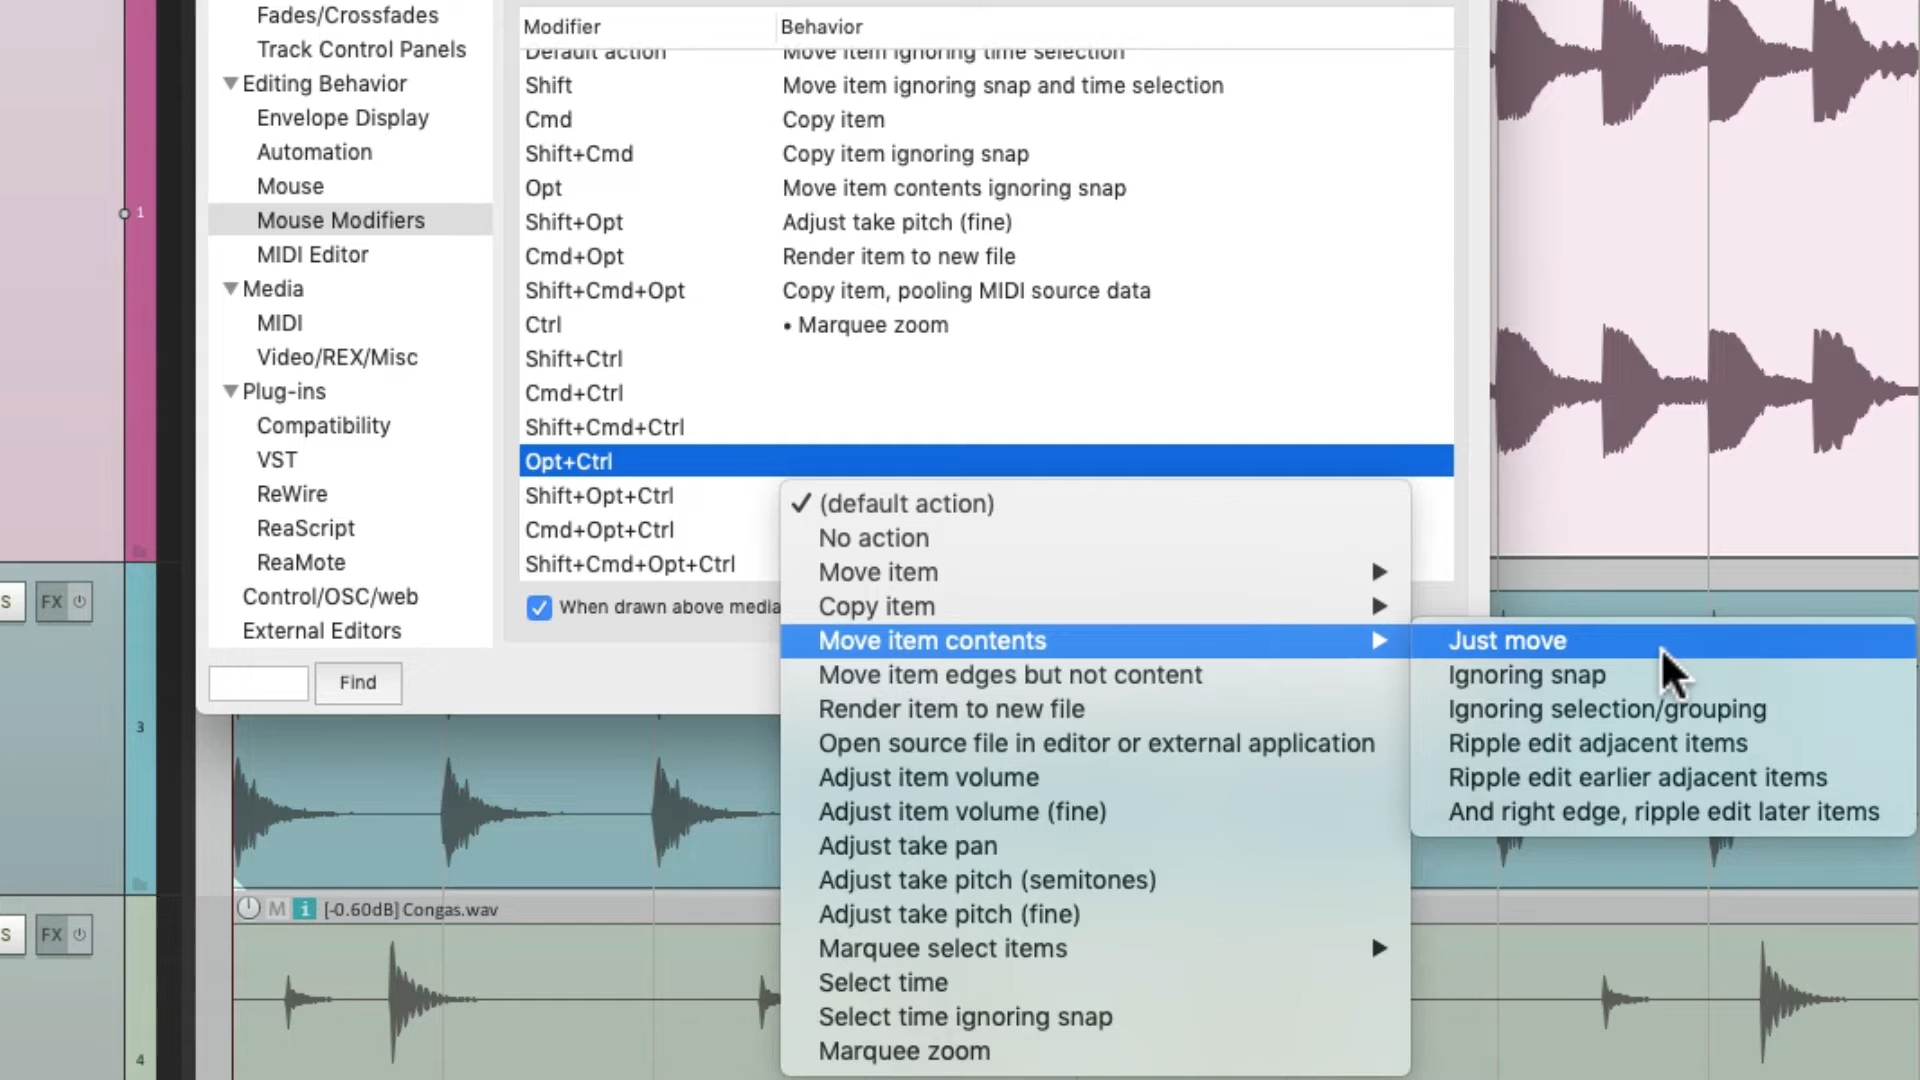 Fades/Crossfades
Track Control Panels
Editing Behavior
Envelope Display
Automation
Mouse
Mouse Modifiers
MIDI Editor
Media
MIDI
Video/REX/Misc
Plug-ins
Compatibility
VST
ReWire
ReaScript
ReaMote
Control/OSC/web
External Editors
Find
Modifier Behavior
Default action Move item ignoring time selection
Shift Move item ignoring snap and time selection
Cmd Copy item
Shift+Cmd Copy item ignoring snap
Opt Move item contents ignoring snap
Shift+Opt Adjust take pitch (fine)
Cmd+Opt Render item to new file
Shift+Cmd+Opt Copy item, pooling MIDI source data
Ctrl • Marquee zoom
Shift+Ctrl
Cmd+Ctrl
Shift+Cmd+Ctrl
Opt+Ctrl
Shift+Opt+Ctrl
Cmd+Opt+Ctrl
Shift+Cmd+Opt+Ctrl
When drawn above media
✓ (default action)
No action
Move item
Copy item
Move item contents
Move item edges but not content
Render item to new file
Open source file in editor or external application
Adjust item volume
Adjust item volume (fine)
Adjust take pan
Adjust take pitch (semitones)
Adjust take pitch (fine)
Marquee select items
Select time
Select time ignoring snap
Marquee zoom
Just move
Ignoring snap
Ignoring selection/grouping
Ripple edit adjacent items
Ripple edit earlier adjacent items
And right edge, ripple edit later items
1
S FX
3
M i [-0.60dB] Congas.wav
S FX
4